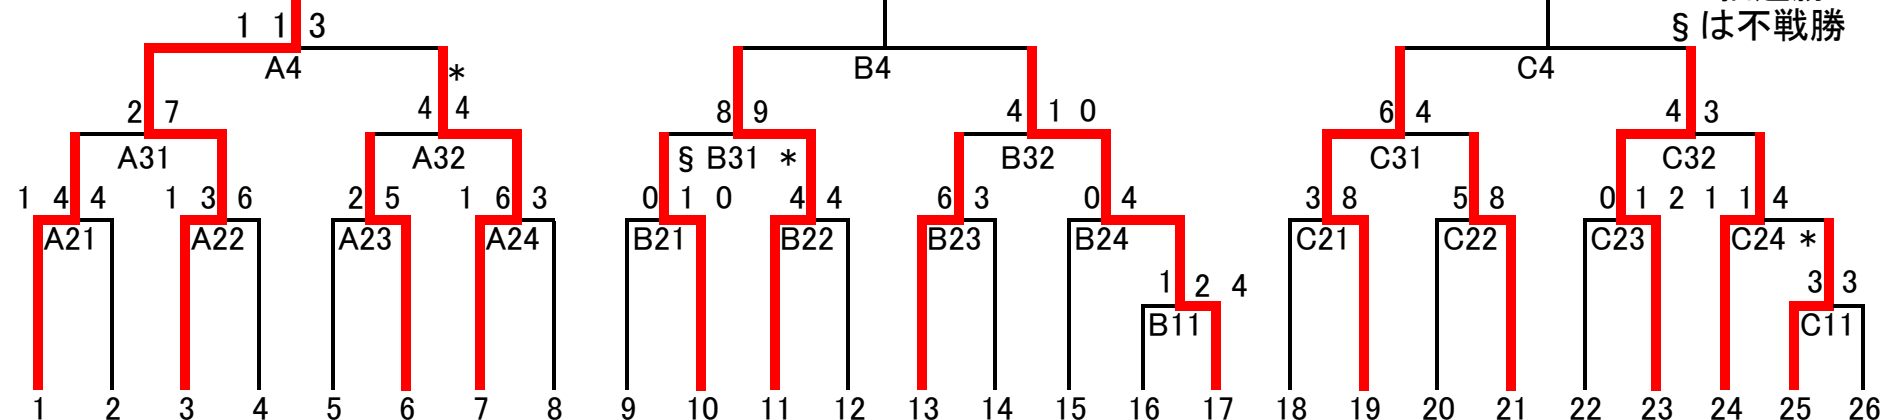 1 1 3
§は不戦勝
A4 * B4 C4
2 7 4 4 8 9 4 1 0 6 4 4 3
A31 A32 § B31 * B32 C31 C32
1 4 4 1 3 6 2 5 1 6 3 0 1 0 4 4 6 3 0 4 3 8 5 8 0 1 2 1 1 4
A21 A22 A23 A24 B21 B22 B23 B24 C21 C22 C23 C24 *
1 2 4 3 3
B11 C11
1 2 3 4 5 6 7 8 9 10 11 12 13 14 15 16 17 18 19 20 21 22 23 24 25 26